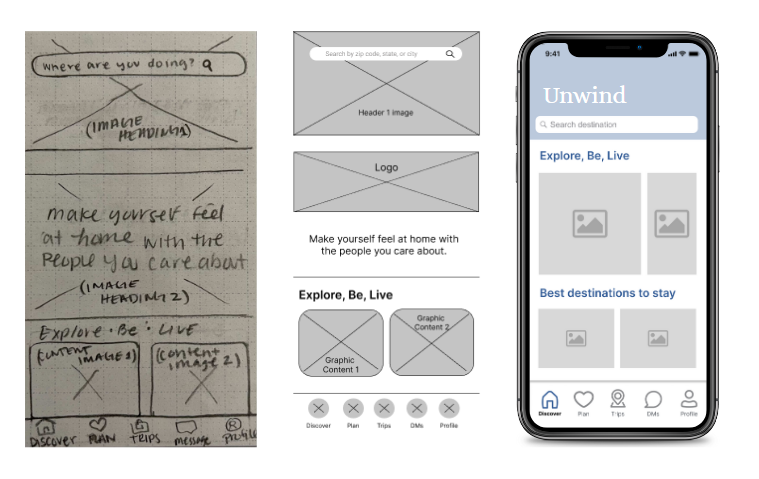 where are you doing?
(IMAGE
HEADING 1)
make yourself feel
at home with the
People you care about
(IMAGE
HEADING 2)
Explore · Be · LIVE
(CONTENT
IMAGE 1)
(content
image 2)
Discover PLAN TRIPS message Profile
Search by zip code, state, or city
Header 1 image
Logo
Make yourself feel at home with
the people you care about.
Explore, Be, Live
Graphic
Content 1
Graphic
Content 2
Discover Plan Trips DMs Profile
9:41
Unwind
Search destination
Explore, Be, Live
Best destinations to stay
Discover Plan Trips DMs Profile